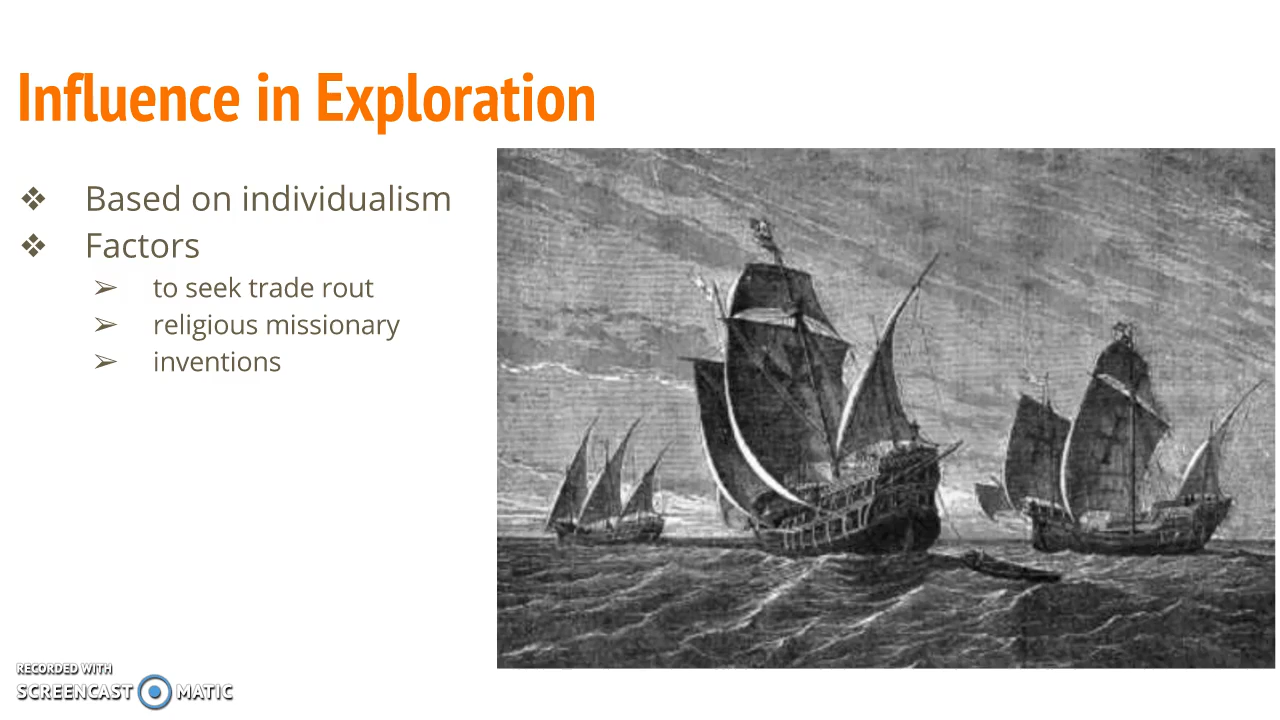 Influence in Exploration
❖ Based on individualism
❖ Factors
➢ to seek trade rout
➢ religious missionary
➢ inventions
RECORDED WITH
SCREENCAST MATIC